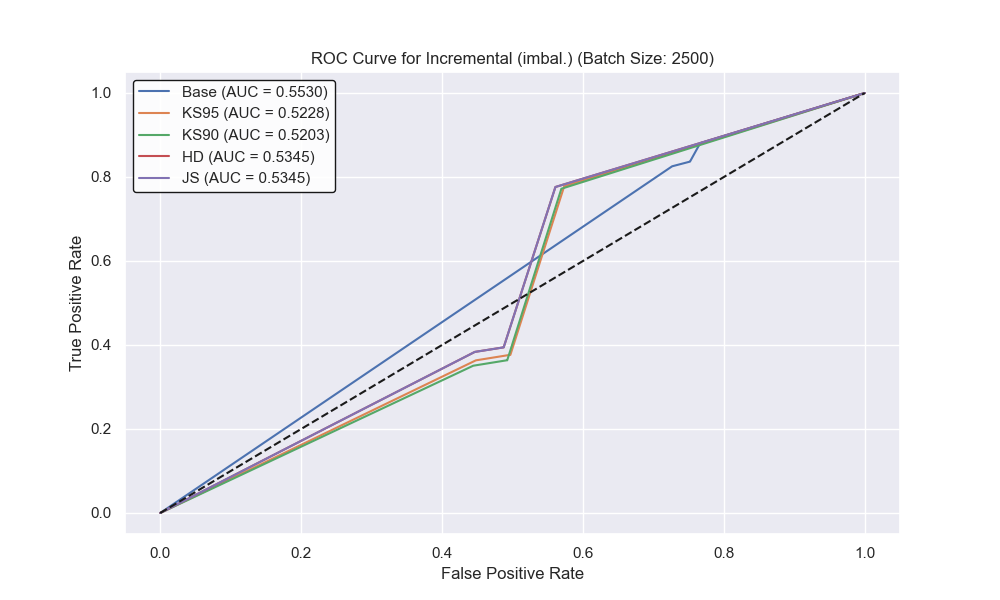 ROC Curve for Incremental (imbal.) (Batch Size: 2500)
Base (AUC = 0.5530)
KS95 (AUC = 0.5228)
KS90 (AUC = 0.5203)
HD (AUC = 0.5345)
JS (AUC = 0.5345)
True Positive Rate
1.0
0.8
0.6
0.4
0.2
0.0
0.0 0.2 0.4 0.6 0.8 1.0
False Positive Rate